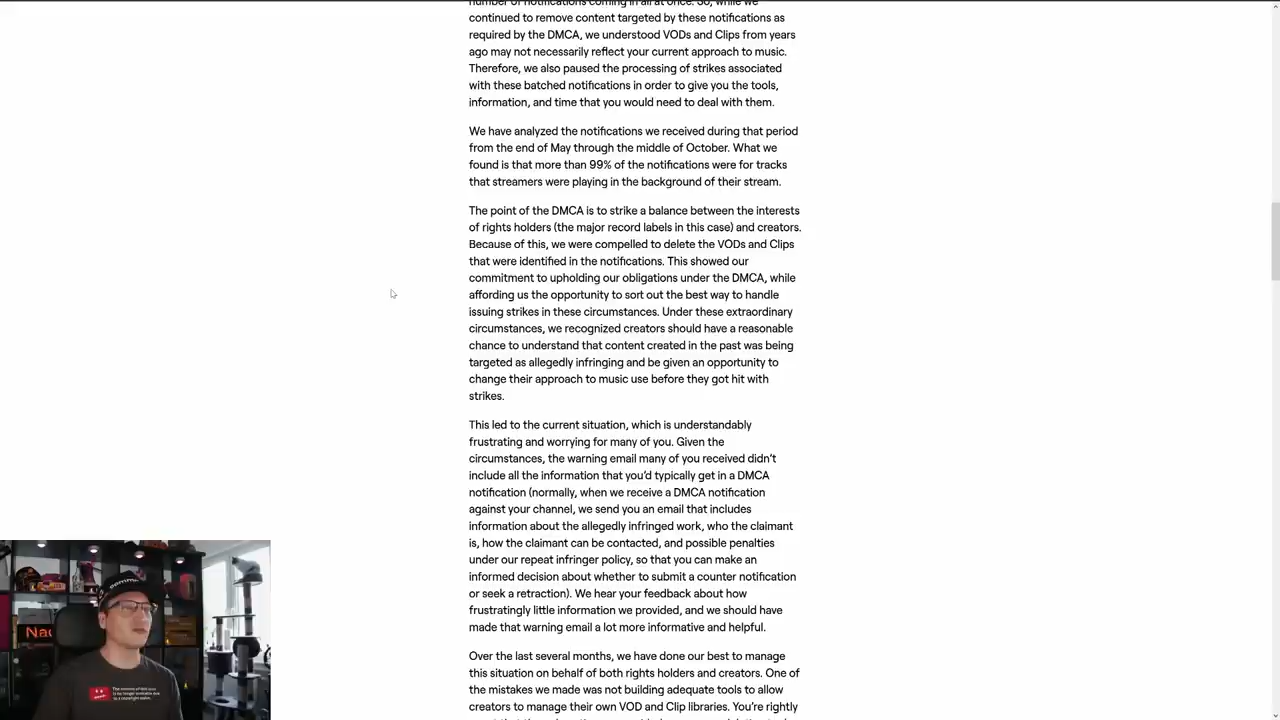 number of notifications coming in all at once. So, while we
continued to remove content targeted by these notifications as
required by the DMCA, we understood VODs and Clips from years
ago may not necessarily reflect your current approach to music.
Therefore, we also paused the processing of strikes associated
with these batched notifications in order to give you the tools,
information, and time that you would need to deal with them.
We have analyzed the notifications we received during that period
from the end of May through the middle of October. What we
found is that more than 99% of the notifications were for tracks
that streamers were playing in the background of their stream.
The point of the DMCA is to strike a balance between the interests
of rights holders (the major record labels in this case) and creators.
Because of this, we were compelled to delete the VODs and Clips
that were identified in the notifications. This showed our
commitment to upholding our obligations under the DMCA, while
affording us the opportunity to sort out the best way to handle
issuing strikes in these circumstances. Under these extraordinary
circumstances, we recognized creators should have a reasonable
chance to understand that content created in the past was being
targeted as allegedly infringing and be given an opportunity to
change their approach to music use before they got hit with
strikes.
This led to the current situation, which is understandably
frustrating and worrying for many of you. Given the
circumstances, the warning email many of you received didn't
include all the information that you'd typically get in a DMCA
notification (normally, when we receive a DMCA notification
against your channel, we send you an email that includes
information about the allegedly infringed work, who the claimant
is, how the claimant can be contacted, and possible penalties
under our repeat infringer policy, so that you can make an
informed decision about whether to submit a counter notification
or seek a retraction). We hear your feedback about how
frustratingly little information we provided, and we should have
made that warning email a lot more informative and helpful.
Over the last several months, we have done our best to manage
this situation on behalf of both rights holders and creators. One of
the mistakes we made was not building adequate tools to allow
creators to manage their own VOD and Clip libraries. You're rightly